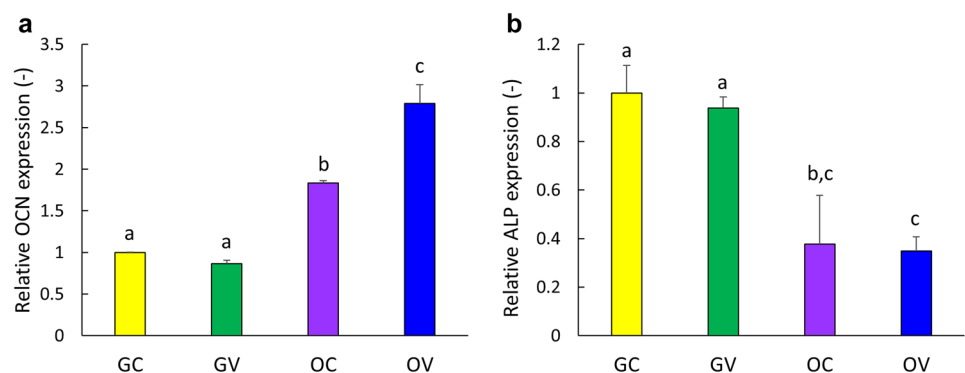 a
Relative OCN expression (-)
3.5
3
2.5
2
1.5
1
0.5
0
a
a
b
c
GC GV OC OV
b
Relative ALP expression (-)
1.2
1
0.8
0.6
0.4
0.2
0
a
a
b,c
c
GC GV OC OV